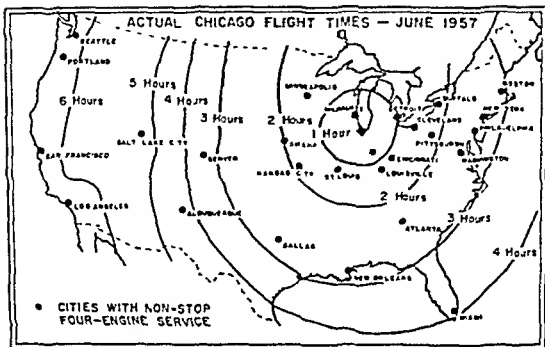 ACTUAL CHICAGO FLIGHT TIMES — JUNE 1957
SEATTLE
PORTLAND
6 Hours
5 Hours
4 Hours
3 Hours
2 Hours
1 Hour
MINNEAPOLIS
MILWAUKEE
DETROIT
BUFFALO
BOSTON
NEW YORK
CLEVELAND
PHILADELPHIA
PITTSBURGH
WASHINGTON
SAN FRANCISCO
SALT LAKE CITY
DENVER
OMAHA
KANSAS CITY
ST. LOUIS
CINCINNATI
LOUISVILLE
2 Hours
LOS ANGELES
ALBUQUERQUE
ATLANTA
3 Hours
DALLAS
4 Hours
NEW ORLEANS
MIAMI
CITIES WITH NON-STOP
FOUR-ENGINE SERVICE